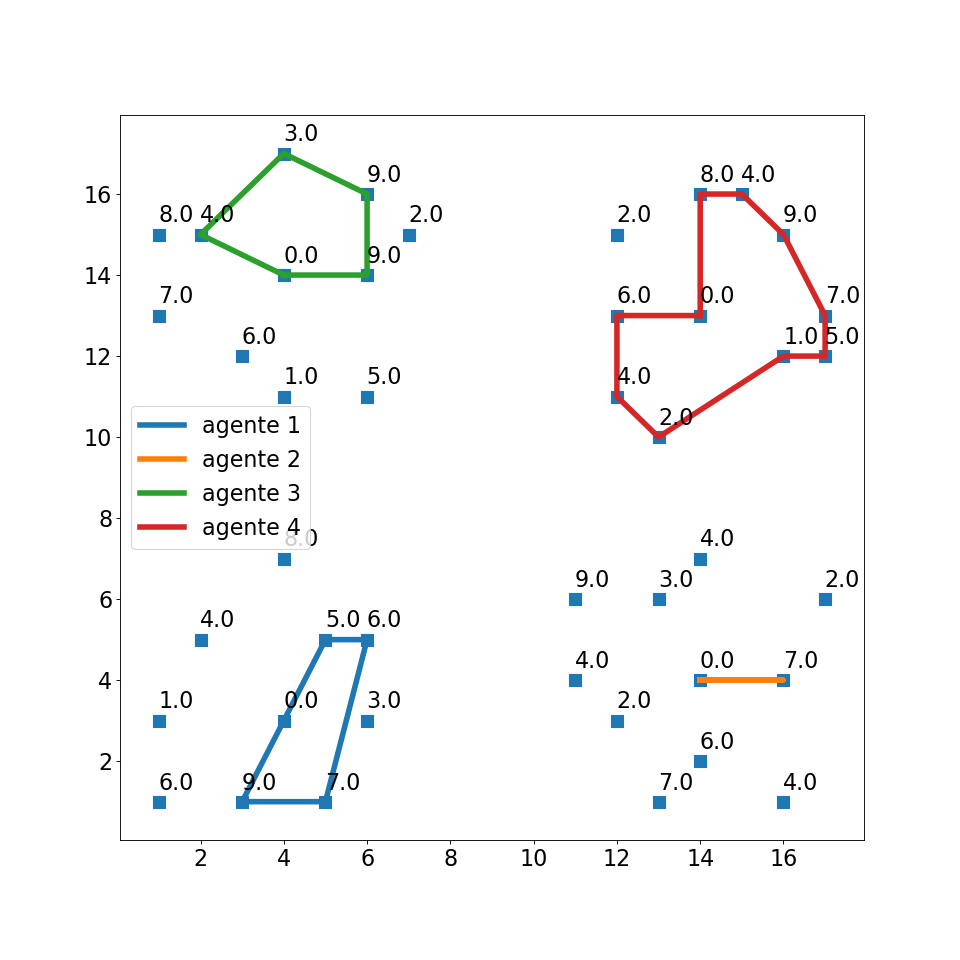 3.0
8.0 4.0
9.0
9.0
16
8.0 4.0 2.0 2.0 9.0
0.0 9.0
14
7.0 6.0 0.0 7.0
6.0 1.0 5.0
12
1.0 5.0 4.0
2.0
10
agente 1
agente 2
agente 3
agente 4
8
8.0 4.0
9.0 3.0 2.0
6
4.0 5.0 6.0
4.0 0.0 7.0
4
1.0 0.0 3.0 2.0
6.0
2
6.0 9.0 7.0 7.0 4.0
2 4 6 8 10 12 14 16